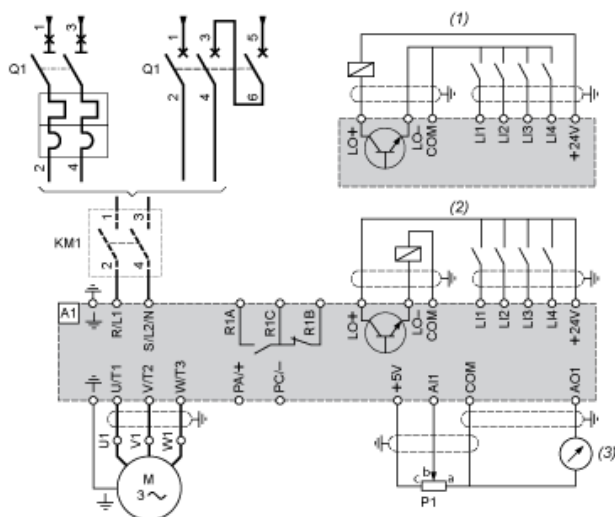 1 3
Q1
2 4
1 3 5
Q1
2 4 6
(1)
LO+ LO– COM LI1 LI2 LI3 LI4 +24V
1 3
KM1
2 4
(2)
A1
R/L1 S/L2/N R1A R1C R1B LO+ LO– COM LI1 LI2 LI3 LI4 +24V
U/T1 V/T2 W/T3 PA/+ PC/– +5V AI1 COM AO1
U1 V1 W1
M
3 ~
c b a
P1
(3)